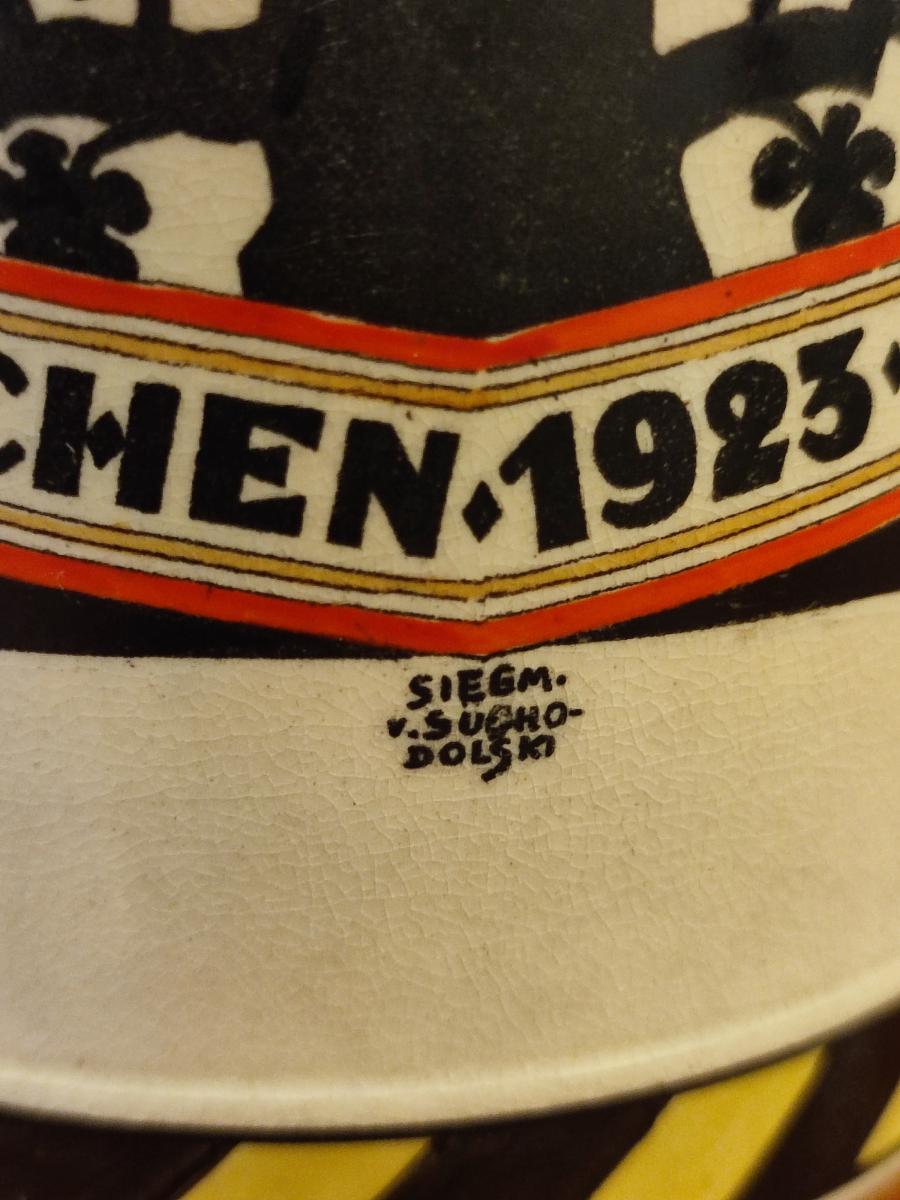 CHEN·1923·
SIEGM.
v. SUCHO-
DOLSKI